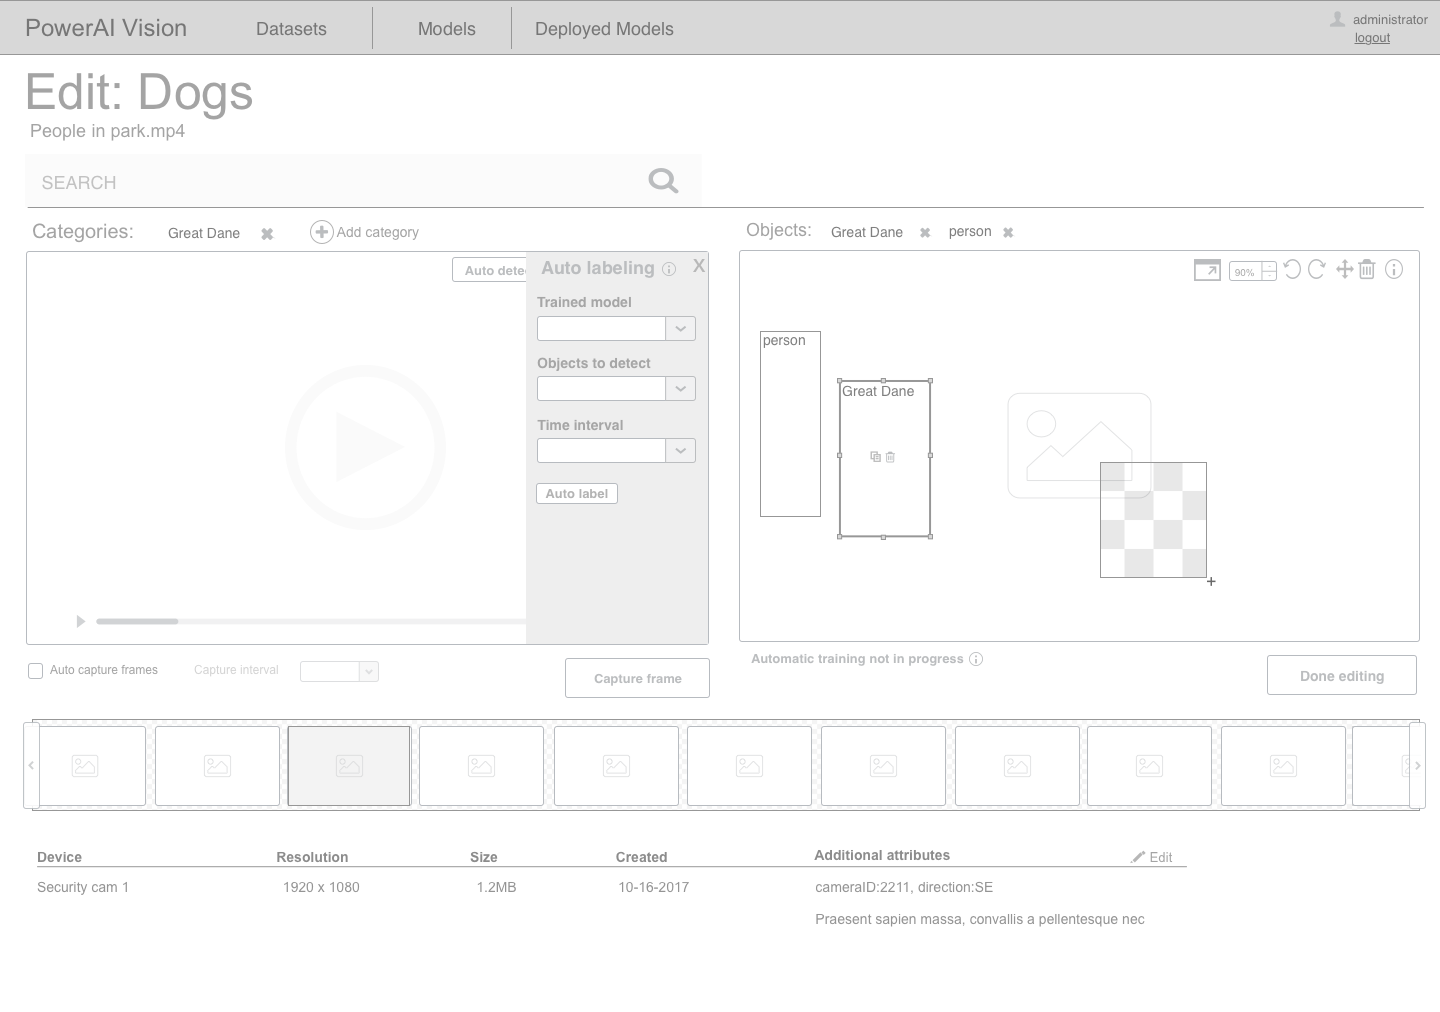 PowerAI Vision
Datasets
Models
Deployed Models
administrator
logout
Edit: Dogs
People in park.mp4
SEARCH
Categories:
Great Dane
Add category
Objects:
Great Dane
person
Auto dete
Auto labeling
X
90%
Trained model
Objects to detect
Time interval
Auto label
person
Great Dane
Auto capture frames
Capture interval
Capture frame
Automatic training not in progress
Done editing
Device
Resolution
Size
Created
Additional attributes
Edit
Security cam 1
1920 x 1080
1.2MB
10-16-2017
cameraID:2211, direction:SE
Praesent sapien massa, convallis a pellentesque nec